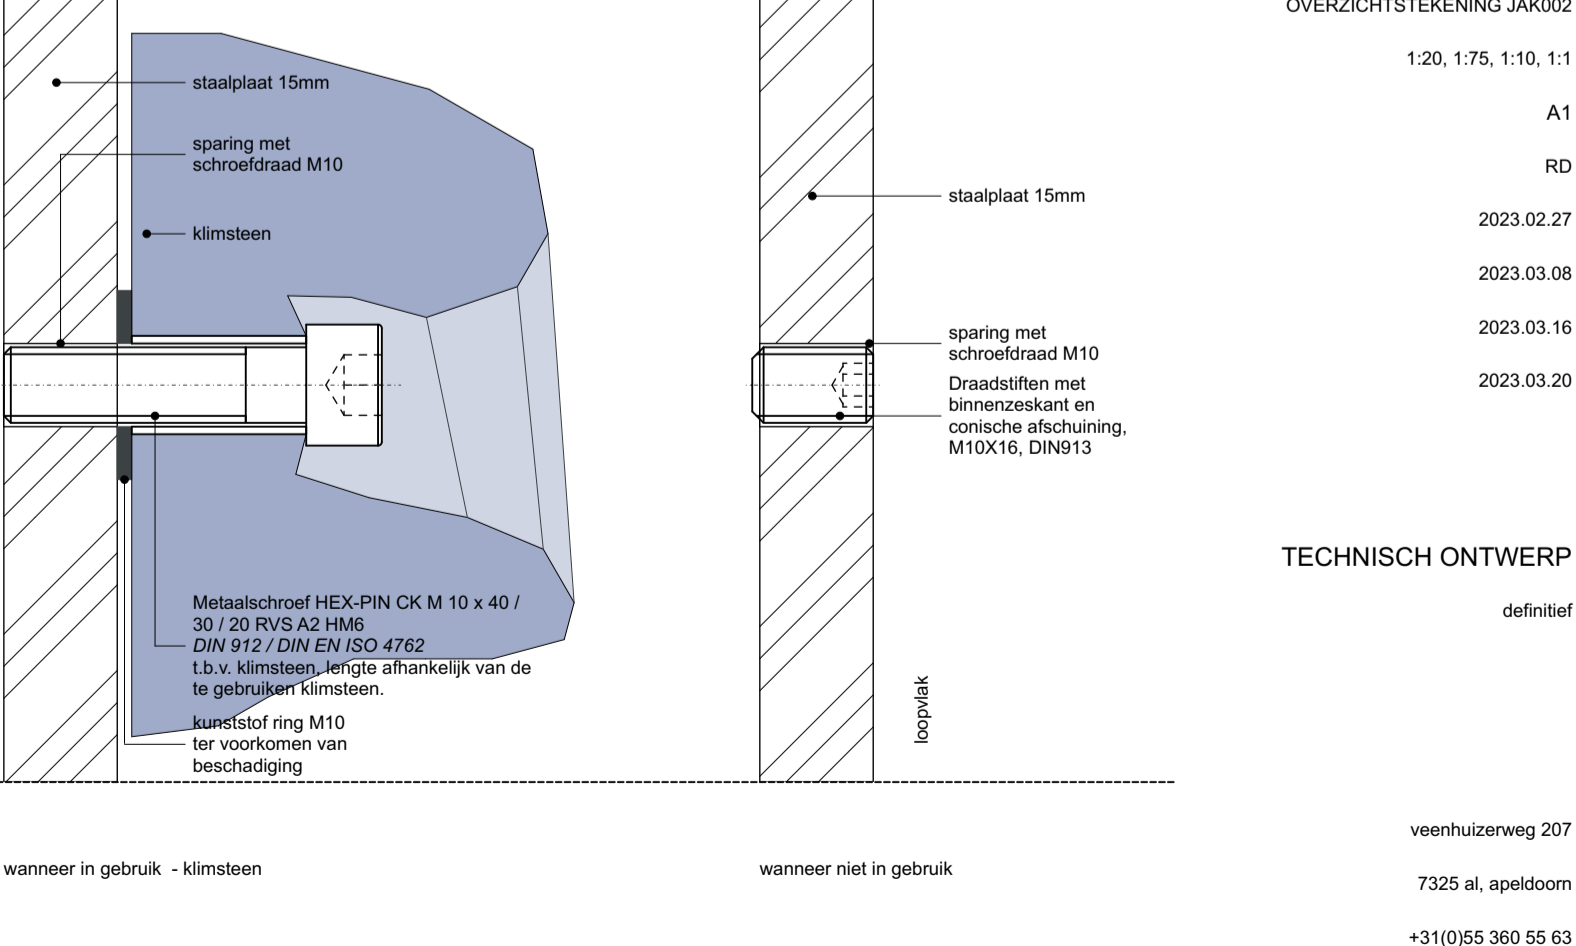 staalplaat 15mm
sparing met
schroefdraad M10
klimsteen
Metaalschroef HEX-PIN CK M 10 x 40 /
30 / 20 RVS A2 HM6
DIN 912 / DIN EN ISO 4762
t.b.v. klimsteen, lengte afhankelijk van de
te gebruiken klimsteen.
kunststof ring M10
ter voorkomen van
beschadiging
wanneer in gebruik - klimsteen
staalplaat 15mm
sparing met
schroefdraad M10
Draadstiften met
binnenzeskant en
conische afschuining,
M10X16, DIN913
loopvlak
wanneer niet in gebruik
OVERZICHTSTEKENING JAK002
1:20, 1:75, 1:10, 1:1
A1
RD
2023.02.27
2023.03.08
2023.03.16
2023.03.20
TECHNISCH ONTWERP
definitief
veenhuizerweg 207
7325 al, apeldoorn
+31(0)55 360 55 63